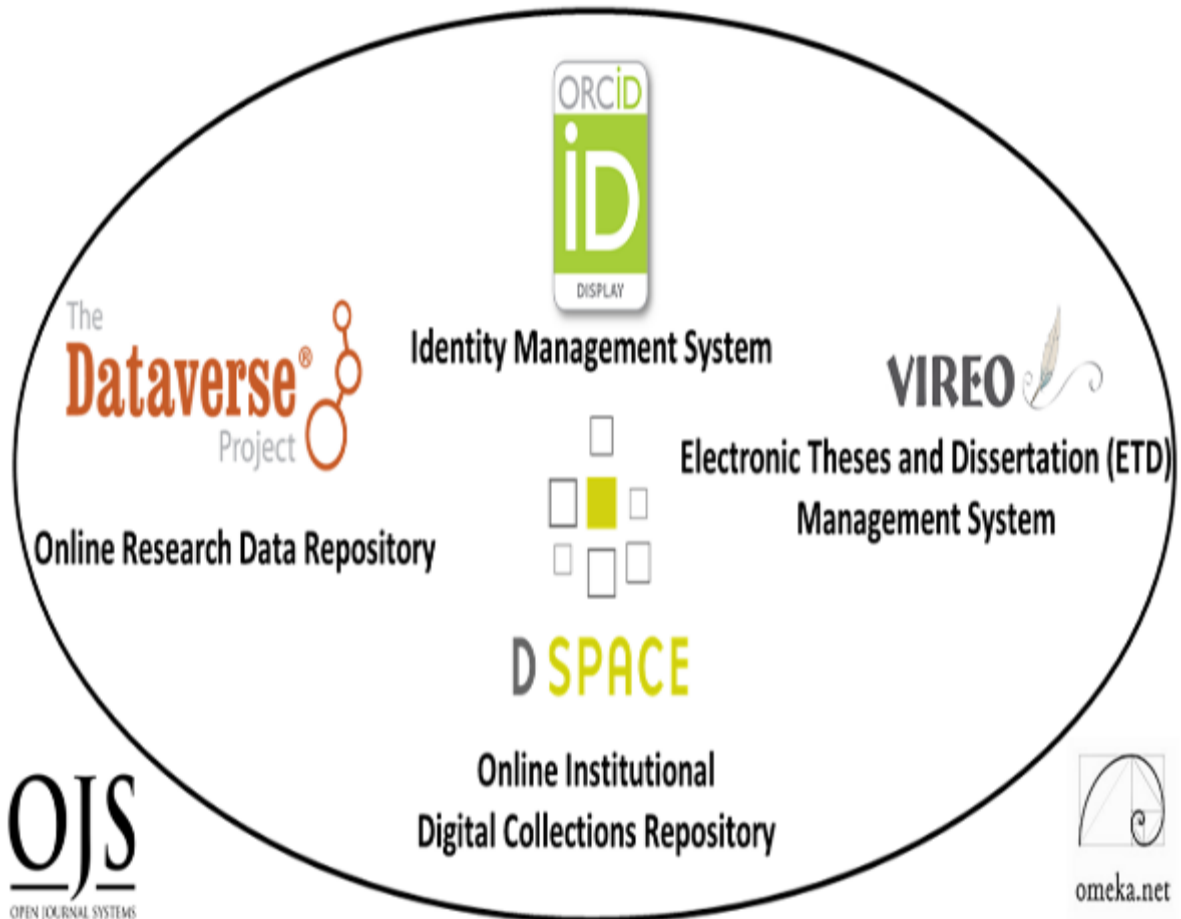 ORCiD
iD
DISPLAY
Identity Management System
The
Dataverse®
Project
Online Research Data Repository
VIREO
Electronic Theses and Dissertation (ETD)
Management System
DSPACE
Online Institutional
Digital Collections Repository
OJS
OPEN JOURNAL SYSTEMS
omeka.net